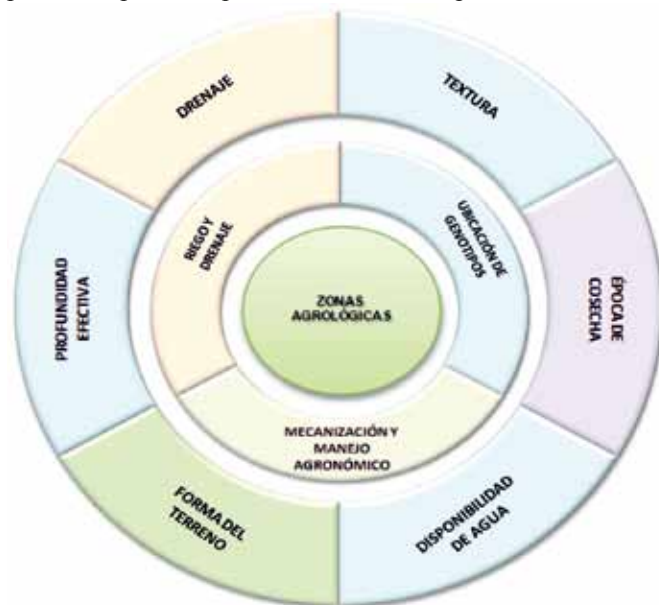 DRENAJE
TEXTURA
ÉPOCA DE
COSECHA
DISPONIBILIDAD
DE AGUA
FORMA DEL
TERRENO
PROFUNDIDAD
EFECTIVA
RIEGO Y
DRENAJE
UBICACIÓN DE
GENOTIPOS
MECANIZACIÓN Y
MANEJO
AGRONÓMICO
ZONAS
AGROLÓGICAS